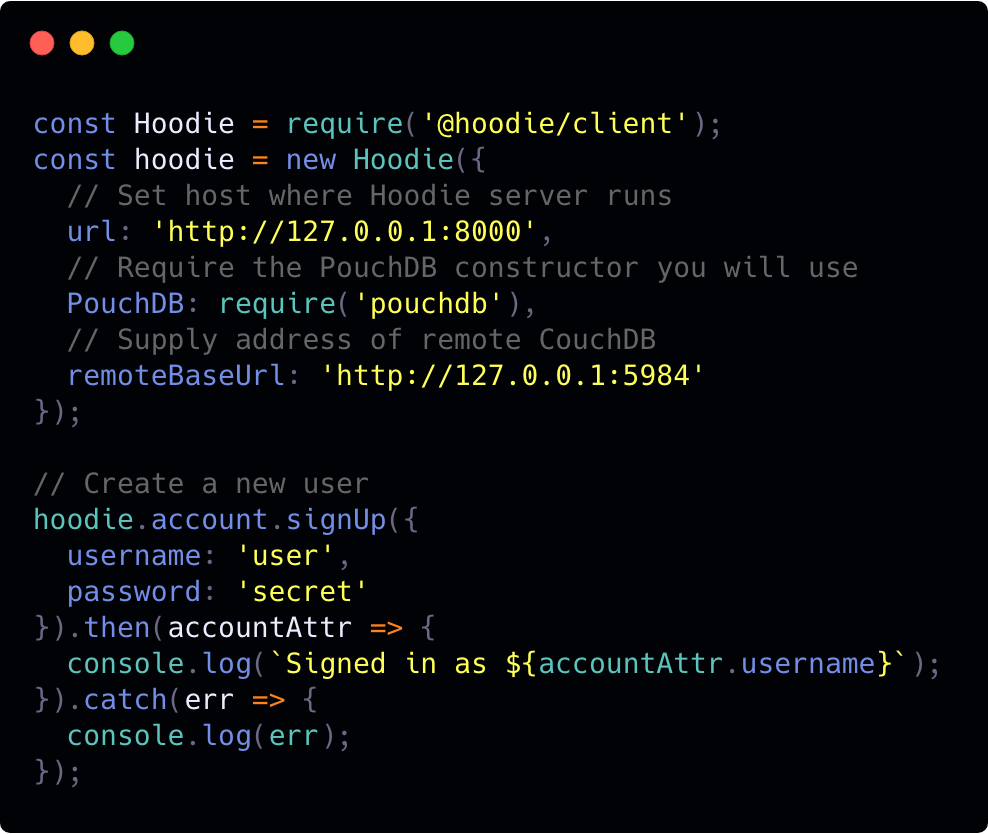 const Hoodie = require('@hoodie/client');
const hoodie = new Hoodie({
  // Set host where Hoodie server runs
  url: 'http://127.0.0.1:8000',
  // Require the PouchDB constructor you will use
  PouchDB: require('pouchdb'),
  // Supply address of remote CouchDB
  remoteBaseUrl: 'http://127.0.0.1:5984'
});

// Create a new user
hoodie.account.signUp({
  username: 'user',
  password: 'secret'
}).then(accountAttr => {
  console.log(`Signed in as ${accountAttr.username}`);
}).catch(err => {
  console.log(err);
});